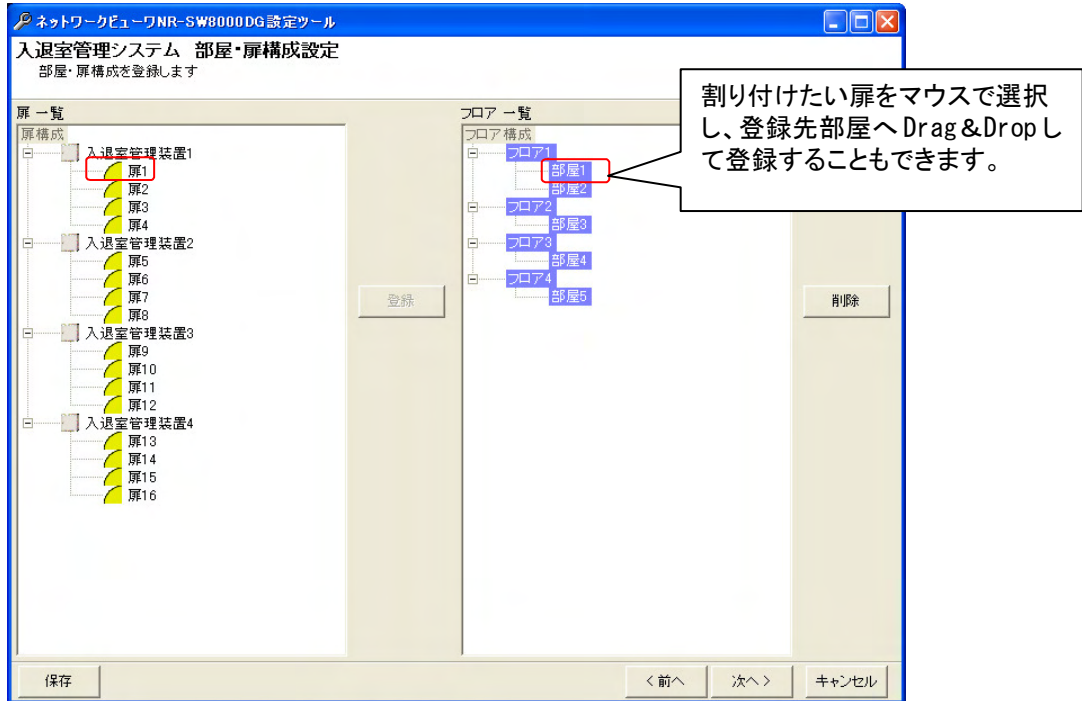 ネットワークビューワNR-SW8000DG設定ツール
入退室管理システム 部屋・扉構成設定
部屋・扉構成を登録します
割り付けたい扉をマウスで選択
し、登録先部屋へDrag&Dropし
て登録することもできます。
扉 一覧
扉構成
入退室管理装置1
扉1
扉2
扉3
扉4
入退室管理装置2
扉5
扉6
扉7
扉8
入退室管理装置3
扉9
扉10
扉11
扉12
入退室管理装置4
扉13
扉14
扉15
扉16
登録
フロア 一覧
フロア構成
フロア1
部屋1
部屋2
フロア2
部屋3
フロア3
部屋4
フロア4
部屋5
削除
保存
<前へ
次へ>
キャンセル